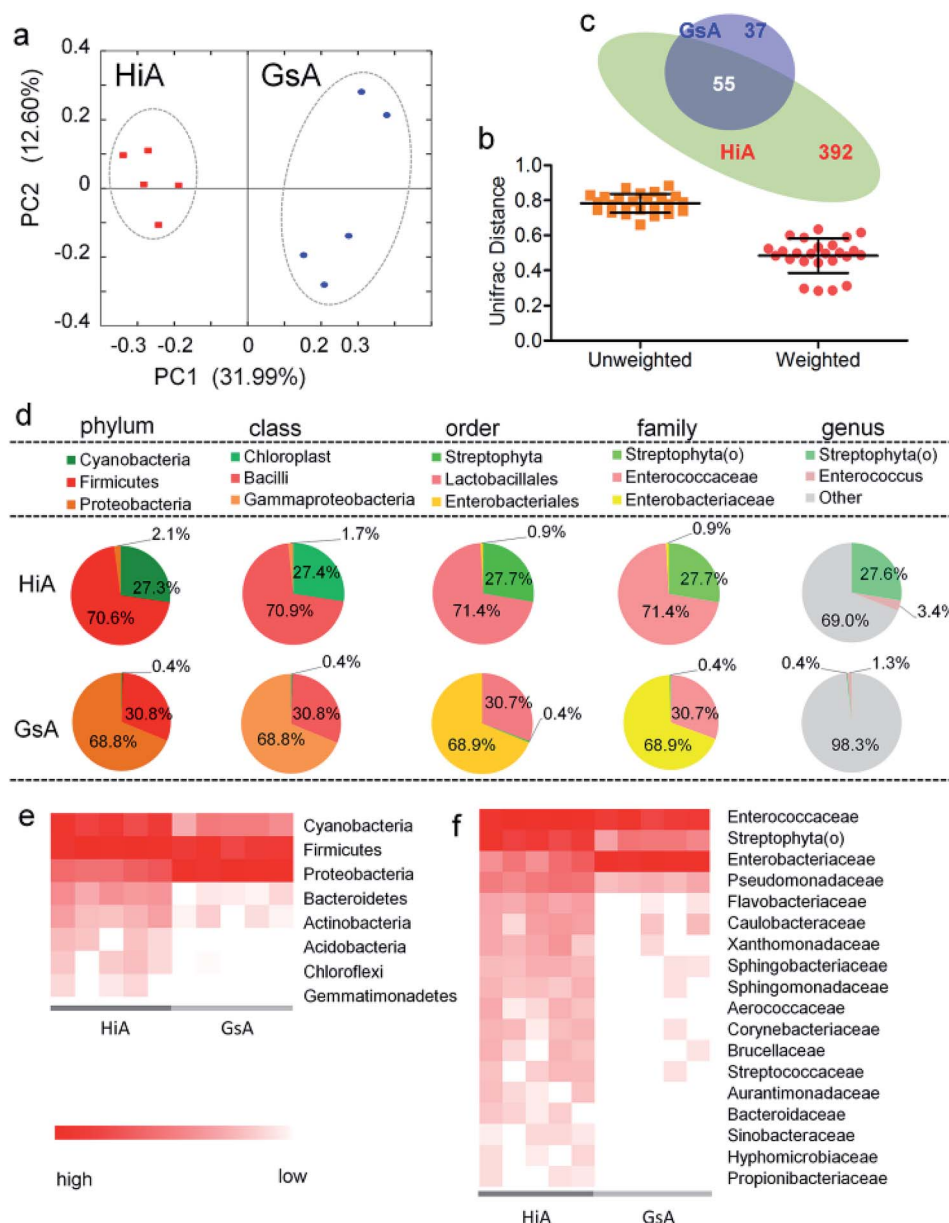 a
0.4
HiA
GsA
0.2
0
-0.2
-0.4
PC2 (12.60%)
-0.3 -0.2 0 0.2 0.3
PC1 (31.99%)
c
GsA 37
55
HiA 392
b
1.0
0.8
0.6
0.4
0.2
0.0
Unifrac Distance
Unweighted Weighted
d
phylum class order family genus
Cyanobacteria Chloroplast Streptophyta Streptophyta(o) Streptophyta(o)
Firmicutes Bacilli Lactobacillales Enterococcaceae Enterococcus
Proteobacteria Gammaproteobacteria Enterobacteriales Enterobacteriaceae Other
HiA
2.1% 1.7% 0.9% 0.9%
27.3% 27.4% 27.7% 27.7% 27.6%
70.6% 70.9% 71.4% 71.4% 69.0% 3.4%
GsA
0.4% 0.4% 0.4% 0.4% 1.3%
30.8% 30.8% 30.7% 0.4% 30.7%
68.8% 68.8% 68.9% 68.9% 98.3%
e
Cyanobacteria
Firmicutes
Proteobacteria
Bacteroidetes
Actinobacteria
Acidobacteria
Chloroflexi
Gemmatimonadetes
HiA GsA
high low
f
Enterococcaceae
Streptophyta(o)
Enterobacteriaceae
Pseudomonadaceae
Flavobacteriaceae
Caulobacteraceae
Xanthomonadaceae
Sphingobacteriaceae
Sphingomonadaceae
Aerococcaceae
Corynebacteriaceae
Brucellaceae
Streptococcaceae
Aurantimonadaceae
Bacteroidaceae
Sinobacteraceae
Hyphomicrobiaceae
Propionibacteriaceae
HiA GsA